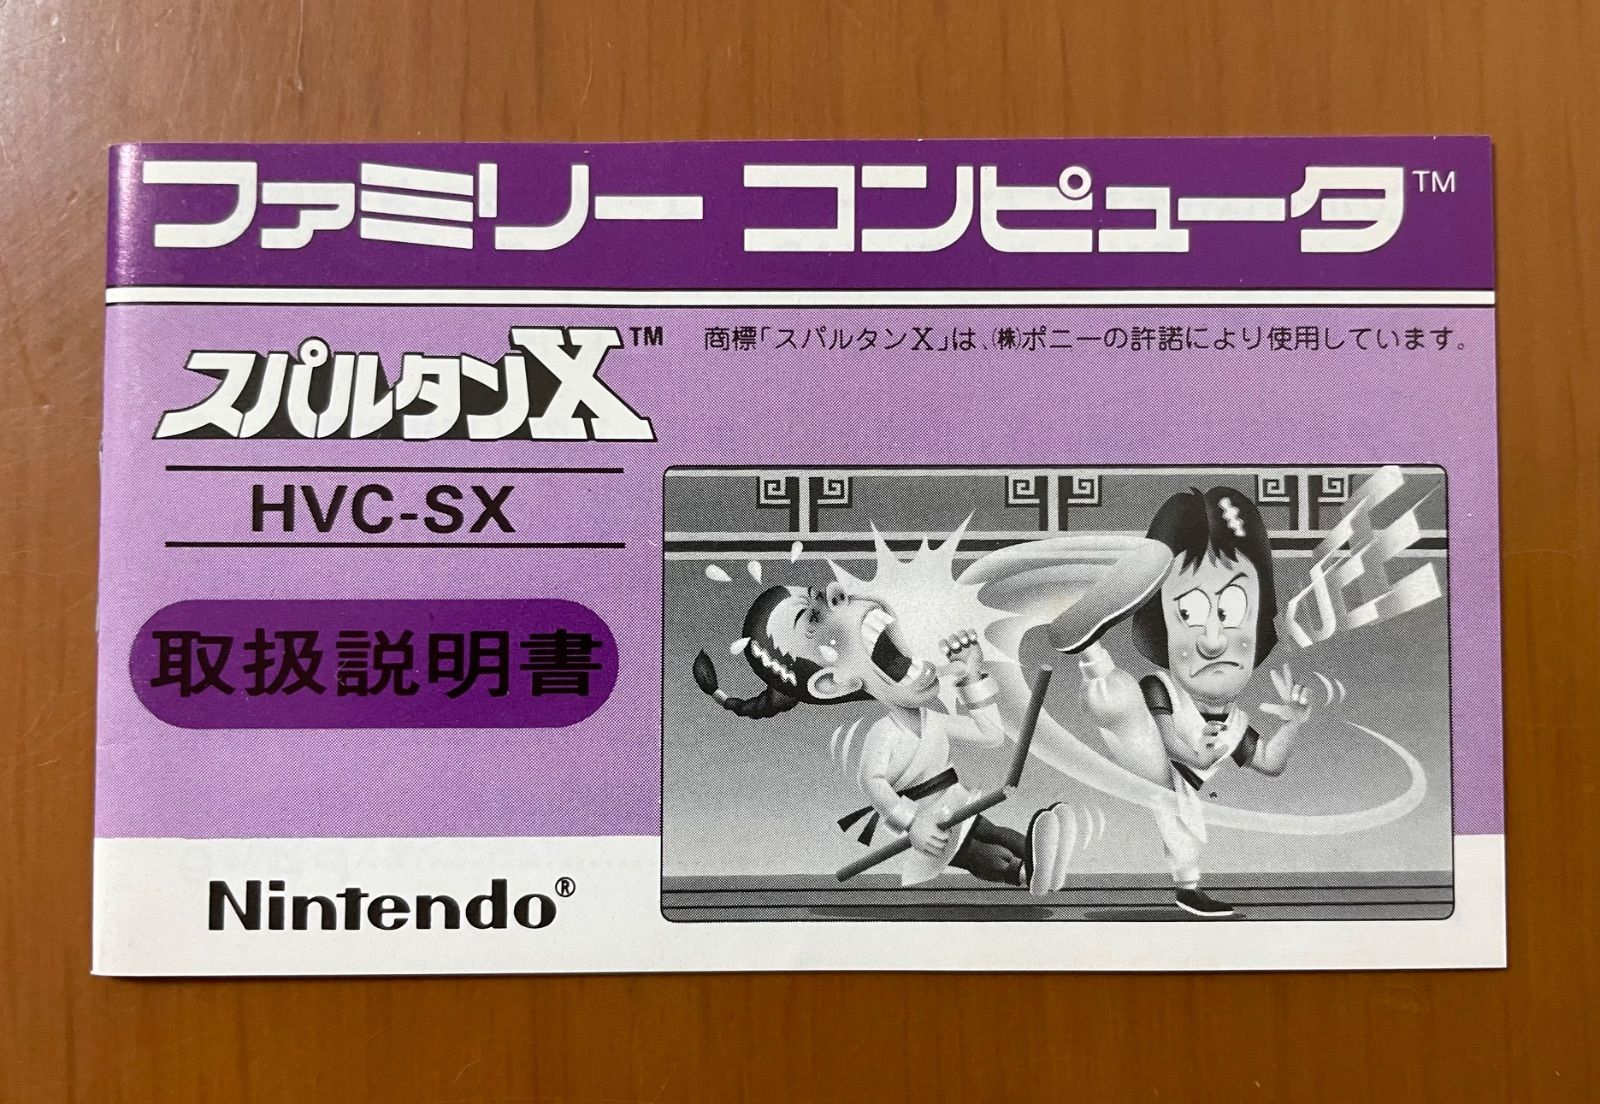 ファミリー コンピュータ™
スパルタンX™
商標「スパルタンX」は、㈱ポニーの許諾により使用しています。
HVC-SX
取扱説明書
Nintendo®